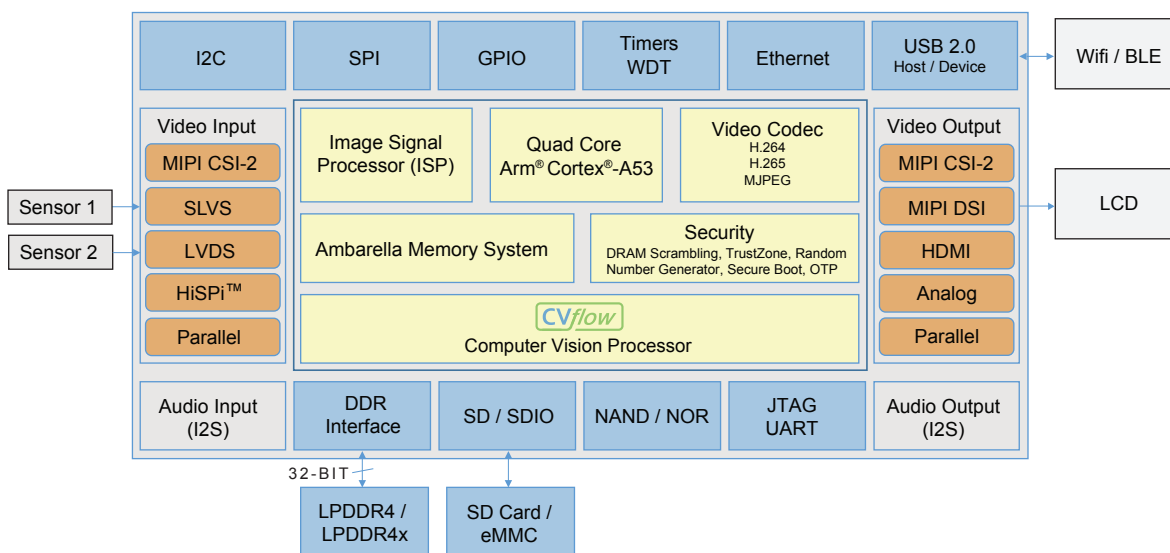 I2C
SPI
GPIO
Timers
WDT
Ethernet
USB 2.0
Host / Device
Wifi / BLE
Video Input
MIPI CSI-2
SLVS
LVDS
HiSPi™
Parallel
Sensor 1
Sensor 2
Image Signal
Processor (ISP)
Quad Core
Arm® Cortex®-A53
Video Codec
H.264
H.265
MJPEG
Ambarella Memory System
Security
DRAM Scrambling, TrustZone, Random
Number Generator, Secure Boot, OTP
CVflow
Computer Vision Processor
Video Output
MIPI CSI-2
MIPI DSI
HDMI
Analog
Parallel
LCD
Audio Input
(I2S)
DDR
Interface
SD / SDIO
NAND / NOR
JTAG
UART
Audio Output
(I2S)
32-BIT
LPDDR4 /
LPDDR4x
SD Card /
eMMC